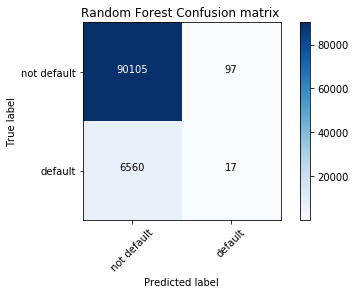 Random Forest Confusion matrix
True label
not default
default
90105
97
6560
17
not default
default
Predicted label
80000
60000
40000
20000